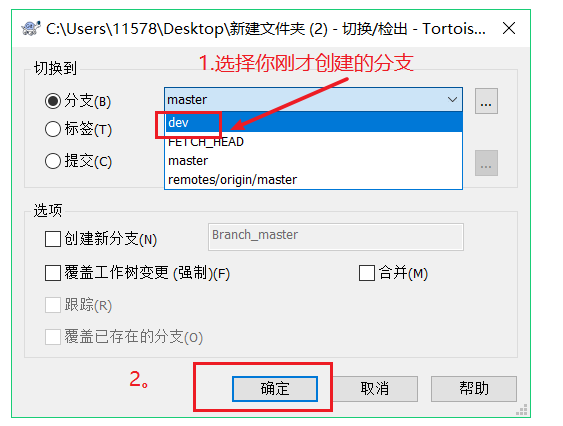 C:\Users\11578\Desktop\新建文件夹 (2) - 切换/检出 - Tortois...
切换到
1.选择你刚才创建的分支
分支(B)
master
...
dev
标签(T)
FETCH_HEAD
master
提交(C)
...
remotes/origin/master
选项
创建新分支(N)
Branch_master
覆盖工作树变更 (强制)(F)
合并(M)
跟踪(R)
覆盖已存在的分支(O)
2。
确定
取消
帮助